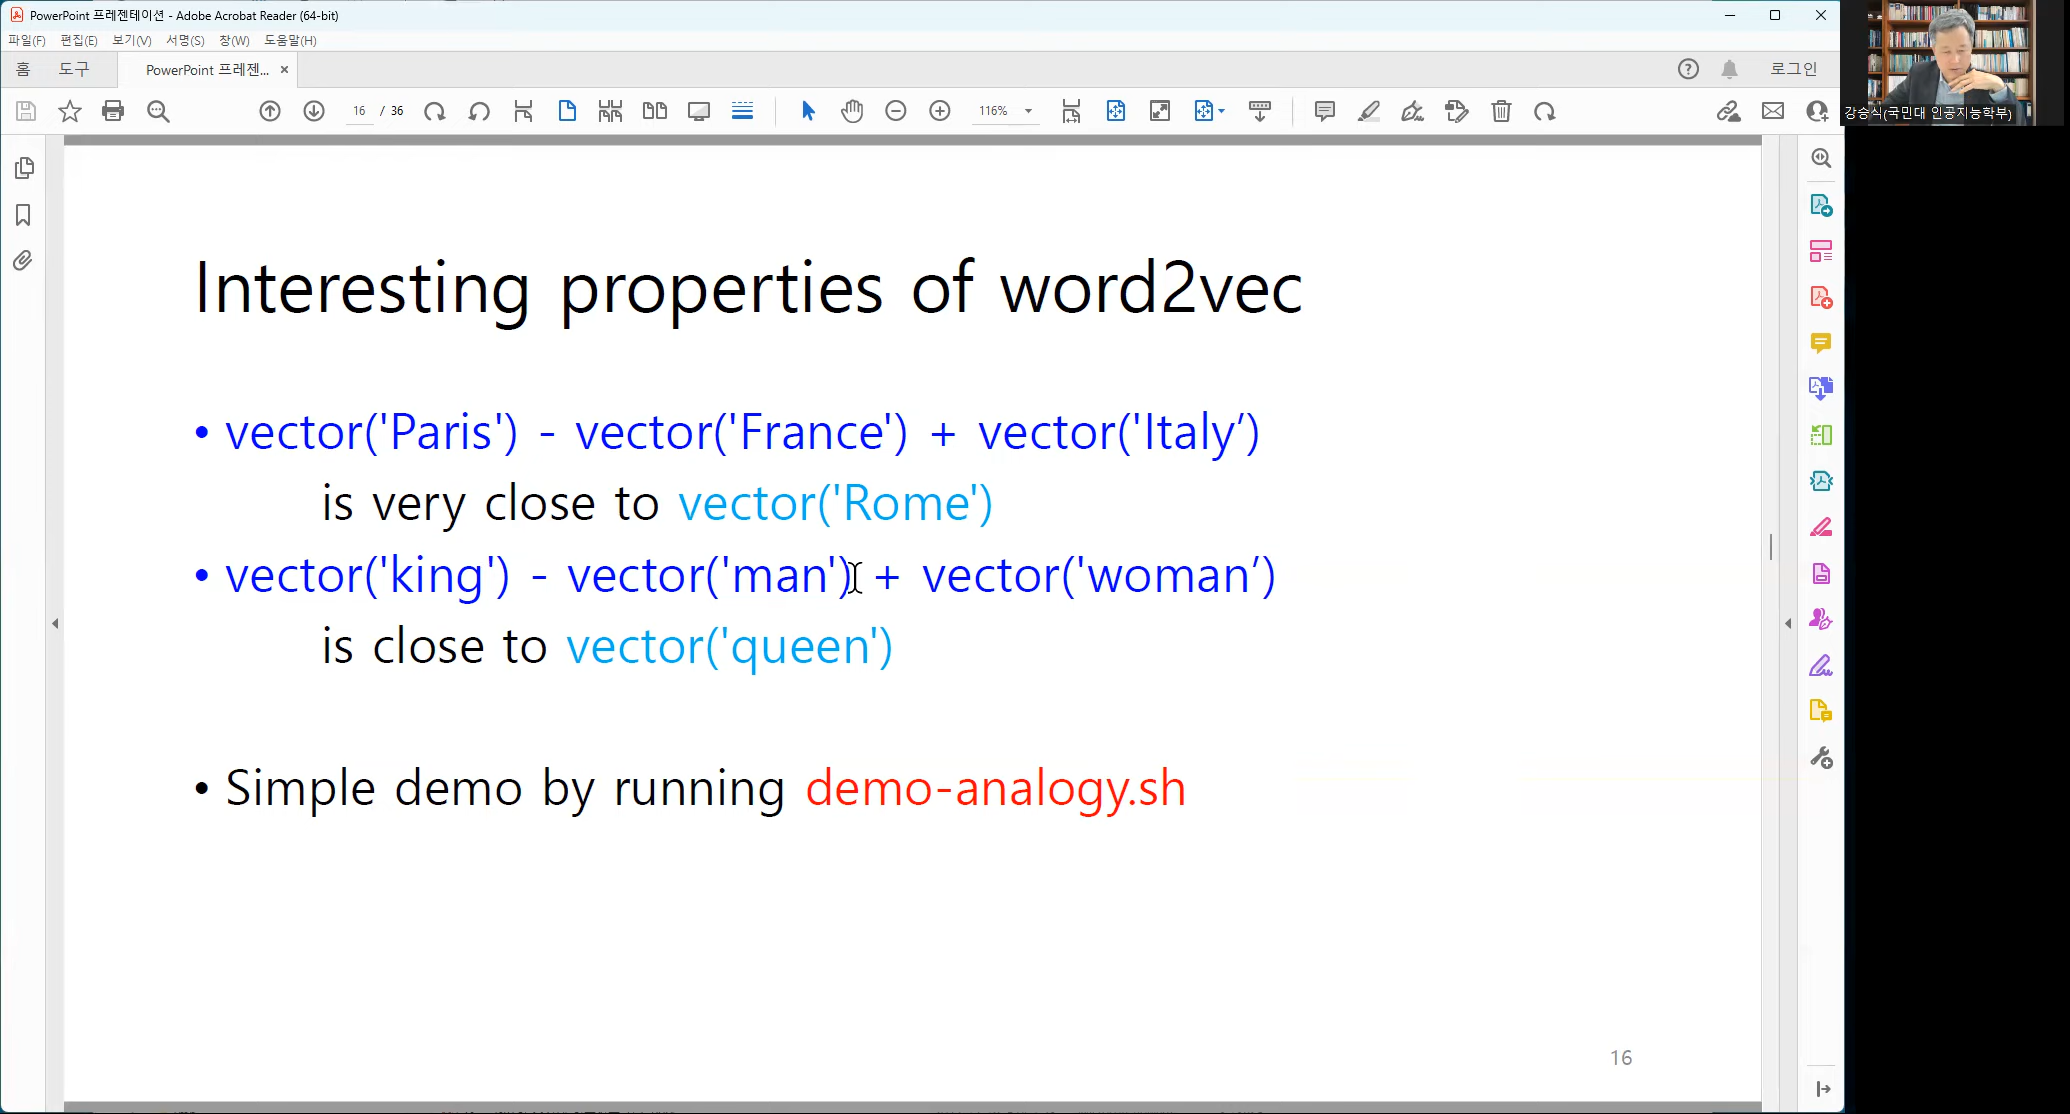 PowerPoint 프레젠테이션 - Adobe Acrobat Reader (64-bit)
파일(F) 편집(E) 보기(V) 서명(S) 창(W) 도움말(H)
홈 도구 PowerPoint 프레젠... × 로그인
16 / 36 116%
강승식(국민대 인공지능학부)
Interesting properties of word2vec
• vector('Paris') - vector('France') + vector('Italy’)
is very close to vector('Rome')
• vector('king') - vector('man') + vector('woman’)
is close to vector('queen')
• Simple demo by running demo-analogy.sh
16